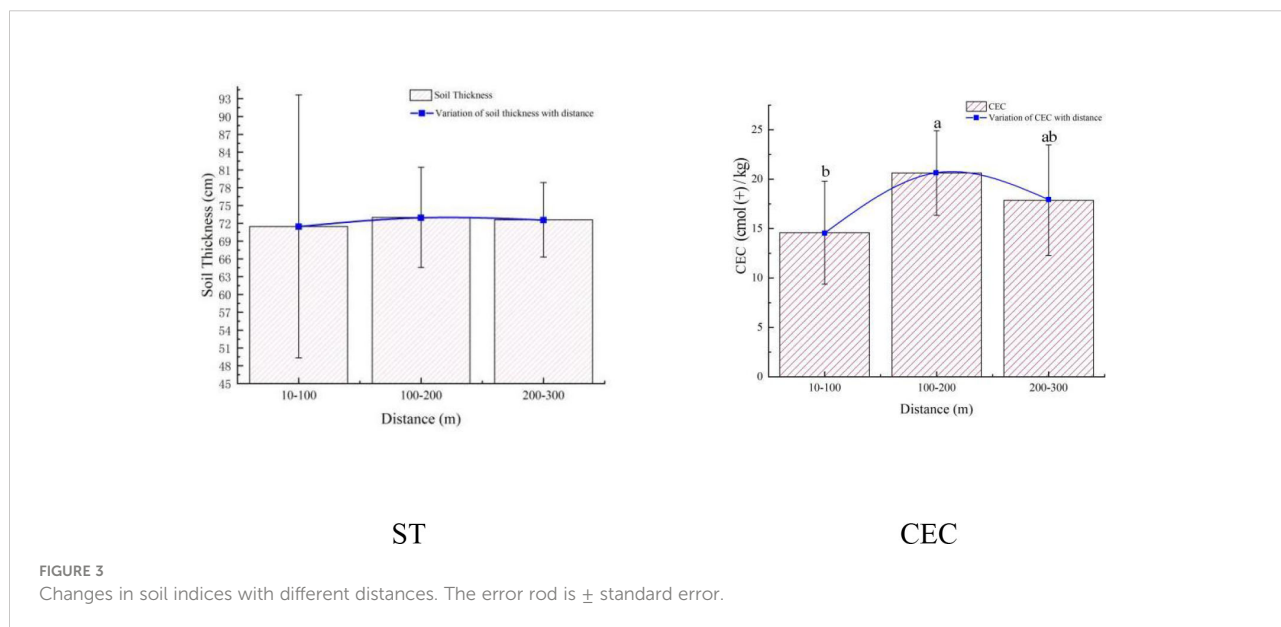 Soil Thickness
Variation of soil thickness with distance
93
90
87
84
81
78
75
72
69
66
63
60
57
54
51
48
45
Soil Thickness (cm)
10-100
100-200
200-300
Distance (m)
ST
CEC
Variation of CEC with distance
25
20
15
10
5
0
CEC (cmol (+) / kg)
b
a
ab
10-100
100-200
200-300
Distance (m)
CEC
FIGURE 3
Changes in soil indices with different distances. The error rod is ± standard error.